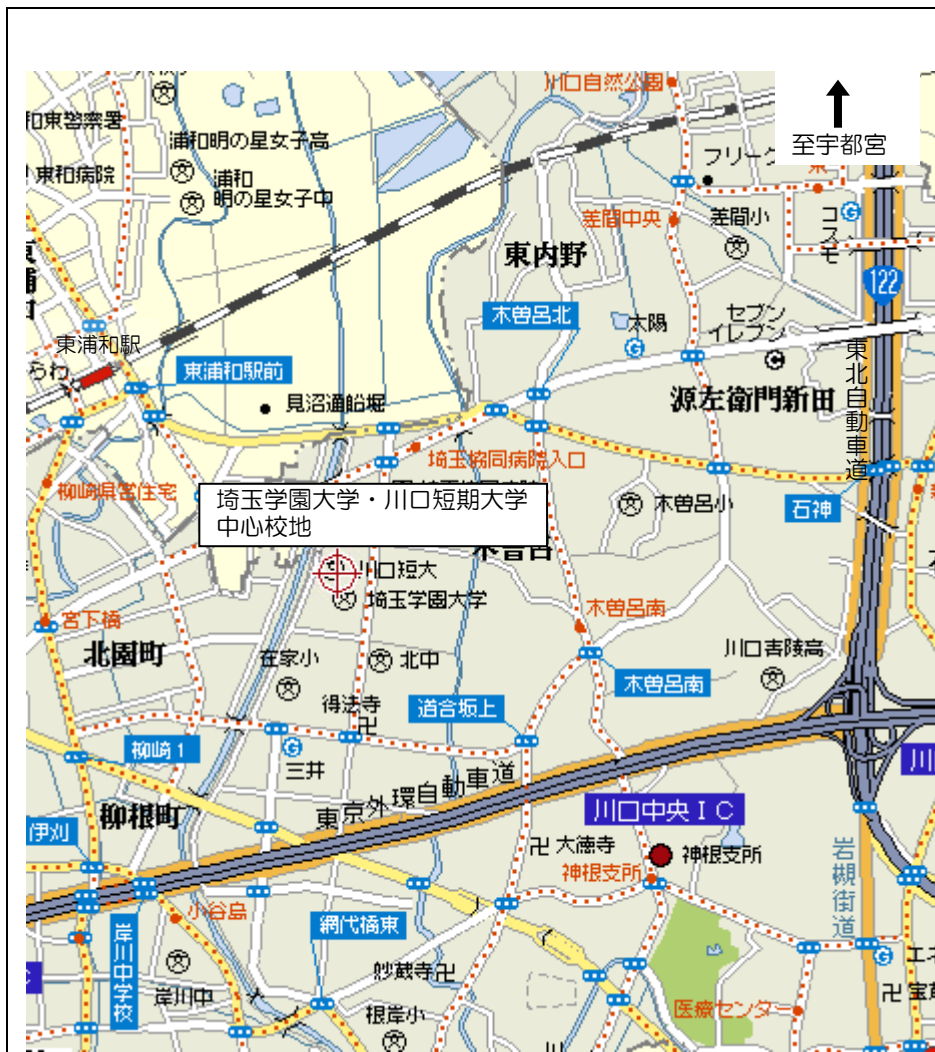 川口自然公園
至宇都宮
和東警察署
浦和明の星女子高
フリーク
東和病院
浦和
明の星女子中
差間中央
差間小
コスモ
東内野
122
木曽呂北
太陽
セブン
イレブン
東浦和駅
らわ
東浦和駅前
東北自動車道
見沼通船堀
源左衛門新田
埼玉協同病院入口
柳崎県営住宅
埼玉学園大学・川口短期大学
中心校地
木曽呂小
石神
木曽呂
川口短大
埼玉学園大学
宮下橋
木曽呂南
北園町
在家小
北中
川口青陵高
木曽呂南
得法寺
道合坂上
柳崎1
三井
東京外環自動車道
柳根町
川口中央IC
伊刈
大徳寺
神根支所
神根支所
岩槻街道
小谷島
網代橋東
岸川中学校
妙蔵寺
岸川中
根岸小
医療センター